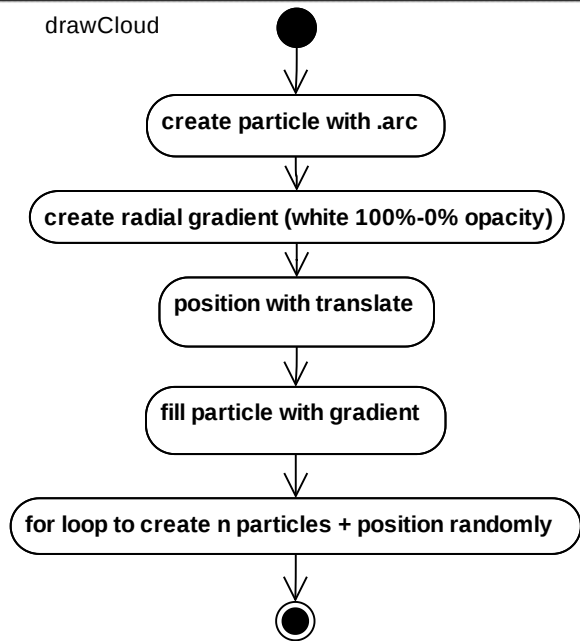 drawCloud
create particle with .arc
create radial gradient (white 100%-0% opacity)
position with translate
fill particle with gradient
for loop to create n particles + position randomly